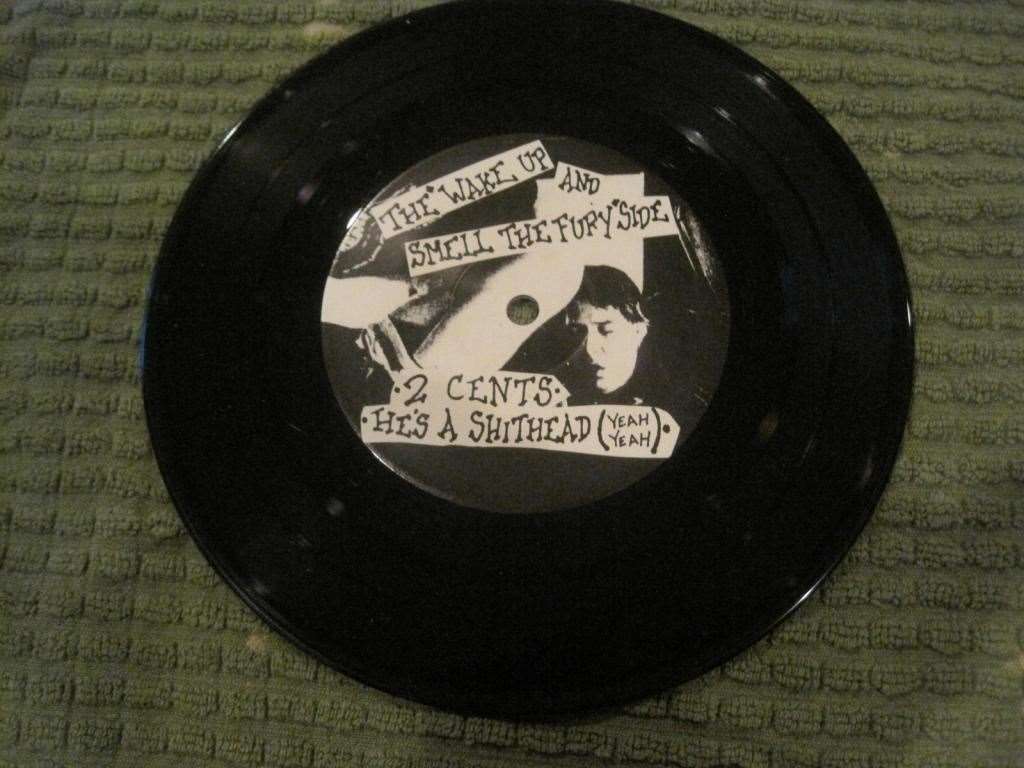 THE "WAKE UP
AND
SMELL THE FURY" SIDE
· 2 CENTS ·
· HE'S A SHITHEAD (YEAH YEAH) ·